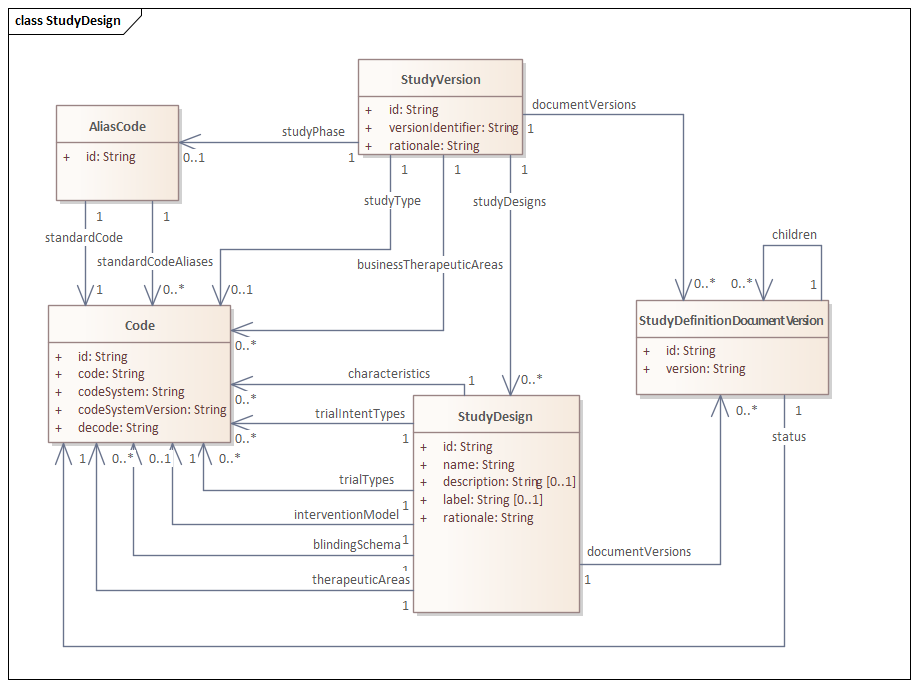 class StudyDesign
StudyVersion
+ id: String
+ versionIdentifier: String
+ rationale: String
documentVersions
1
AliasCode
+ id: String
studyPhase
0..1
1
1
1
1
studyType
studyDesigns
1
1
standardCode
standardCodeAliases
businessTherapeuticAreas
children
1
0..*
0..1
0..*
0..*
1
Code
+ id: String
+ code: String
+ codeSystem: String
+ codeSystemVersion: String
+ decode: String
0..*
StudyDefinitionDocumentVersion
+ id: String
+ version: String
characteristics
1
0..*
0..*
trialIntentTypes
0..*
1
StudyDesign
+ id: String
+ name: String
+ description: String [0..1]
+ label: String [0..1]
+ rationale: String
0..*
1
status
1
0..*
0..1
1
0..*
trialTypes
1
interventionModel
1
blindingSchema
1
therapeuticAreas
1
documentVersions
1